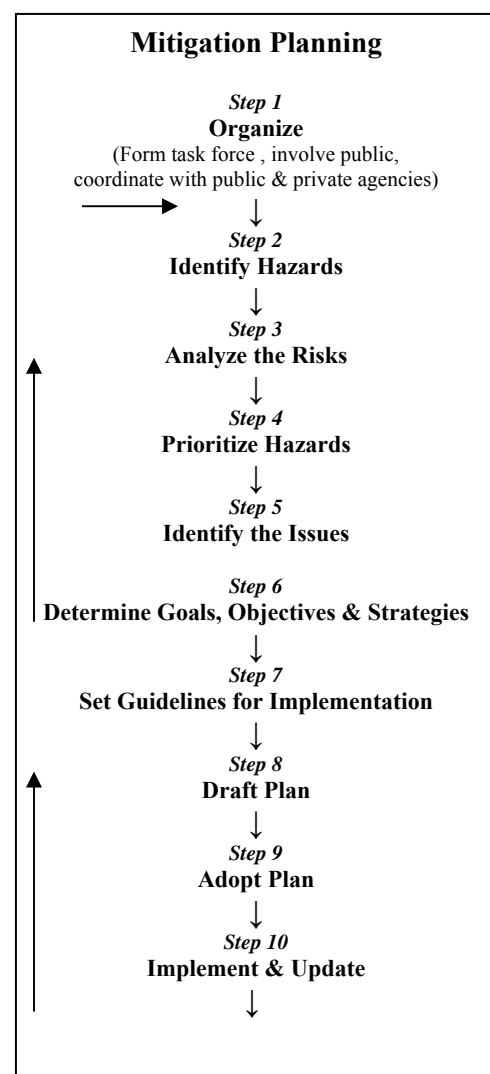 Mitigation Planning
Step 1
Organize
(Form task force , involve public,
coordinate with public & private agencies)
Step 2
Identify Hazards
Step 3
Analyze the Risks
Step 4
Prioritize Hazards
Step 5
Identify the Issues
Step 6
Determine Goals, Objectives & Strategies
Step 7
Set Guidelines for Implementation
Step 8
Draft Plan
Step 9
Adopt Plan
Step 10
Implement & Update